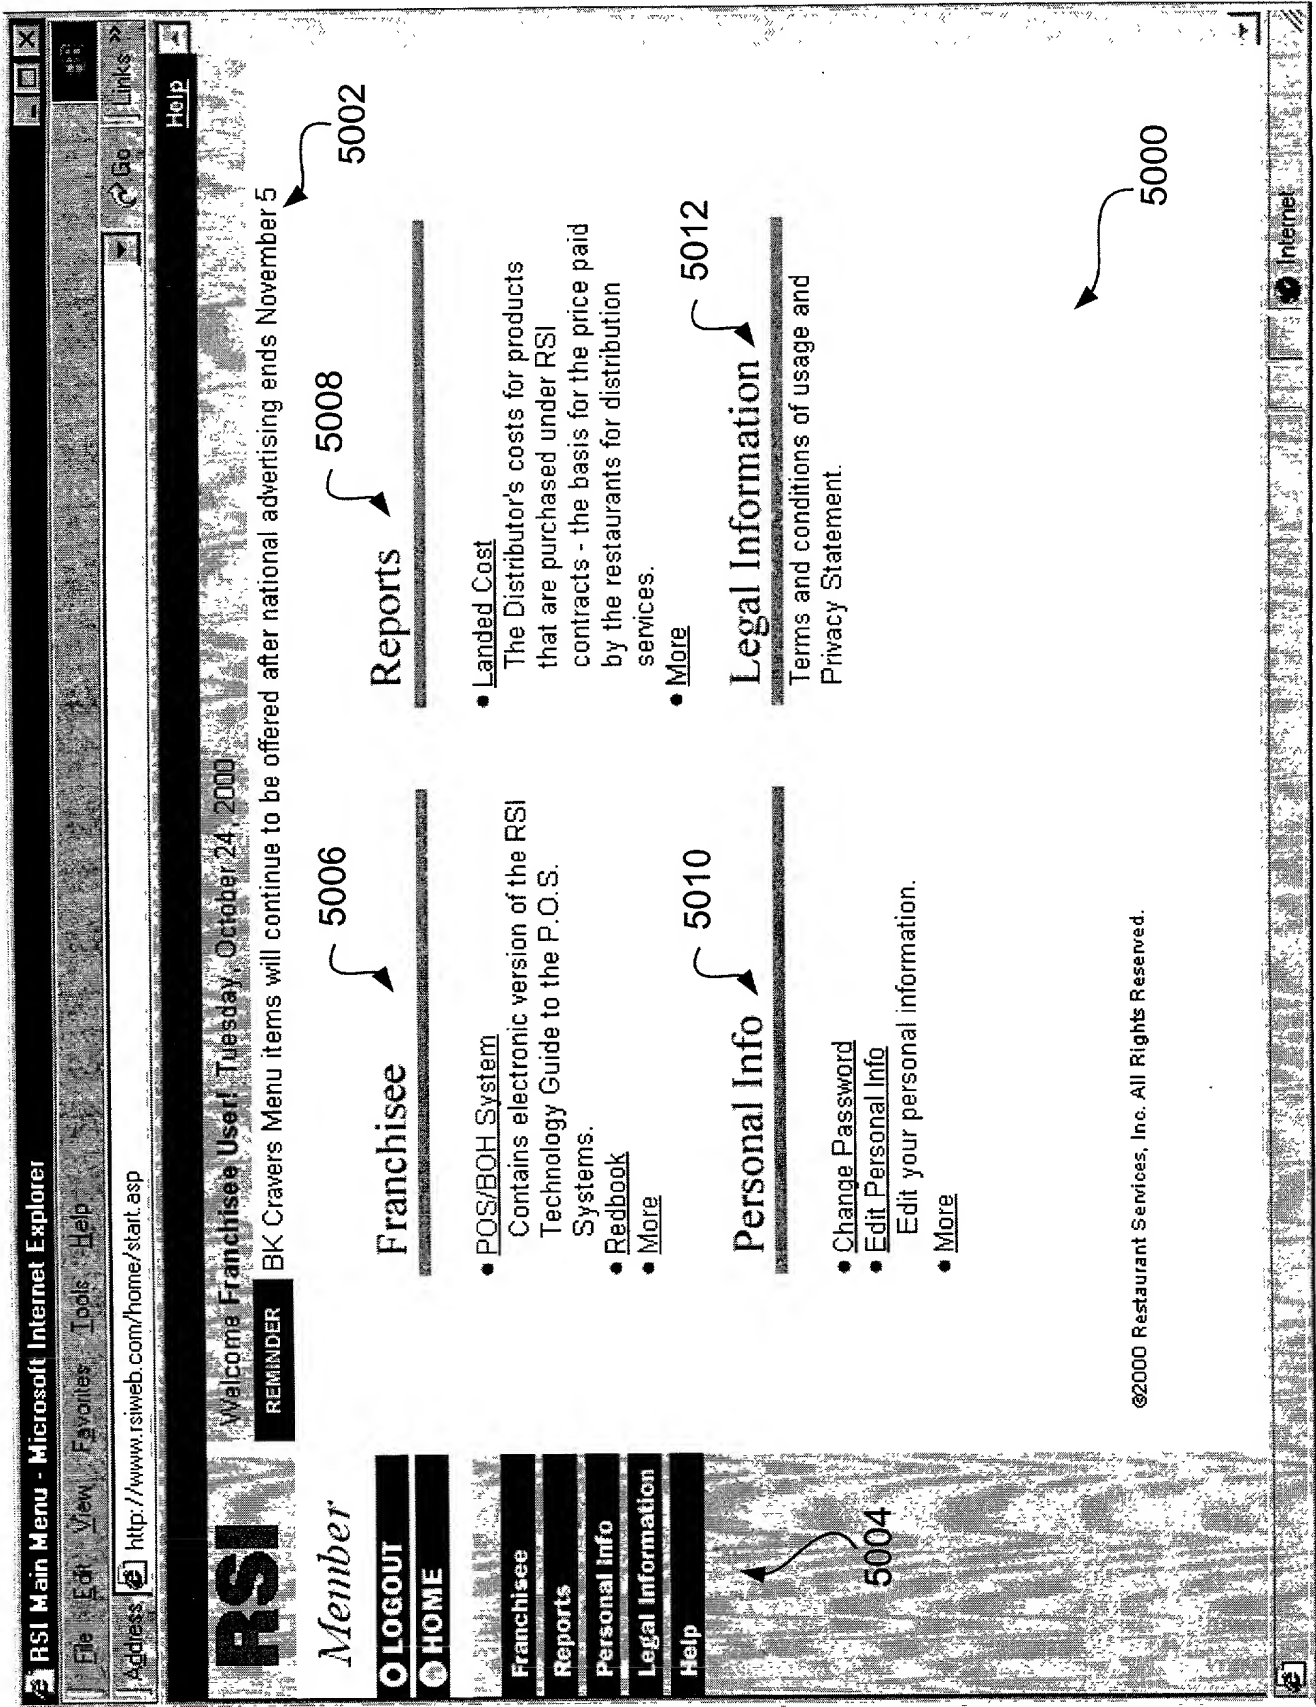 RSI Main Menu - Microsoft Internet Explorer
File Edit View Favorites Tools Help
Address http://www.rsiweb.com/home/start.asp Go Links »
Help
RSI
Welcome Franchisee User! Tuesday, October 24, 2000
REMINDER BK Cravers Menu items will continue to be offered after national advertising ends November 5
5002
Member
LOGOUT
HOME
Franchisee
Reports
Personal Info
Legal Information
Help
5004
Franchisee
5006
• POS/BOH System
Contains electronic version of the RSI
Technology Guide to the P.O.S.
Systems.
• Redbook
• More
Reports
5008
• Landed Cost
The Distributor's costs for products
that are purchased under RSI
contracts - the basis for the price paid
by the restaurants for distribution
services.
• More
Personal Info
5010
• Change Password
• Edit Personal Info
Edit your personal information.
• More
Legal Information
5012
Terms and conditions of usage and
Privacy Statement.
5000
©2000 Restaurant Services, Inc. All Rights Reserved.
Internet